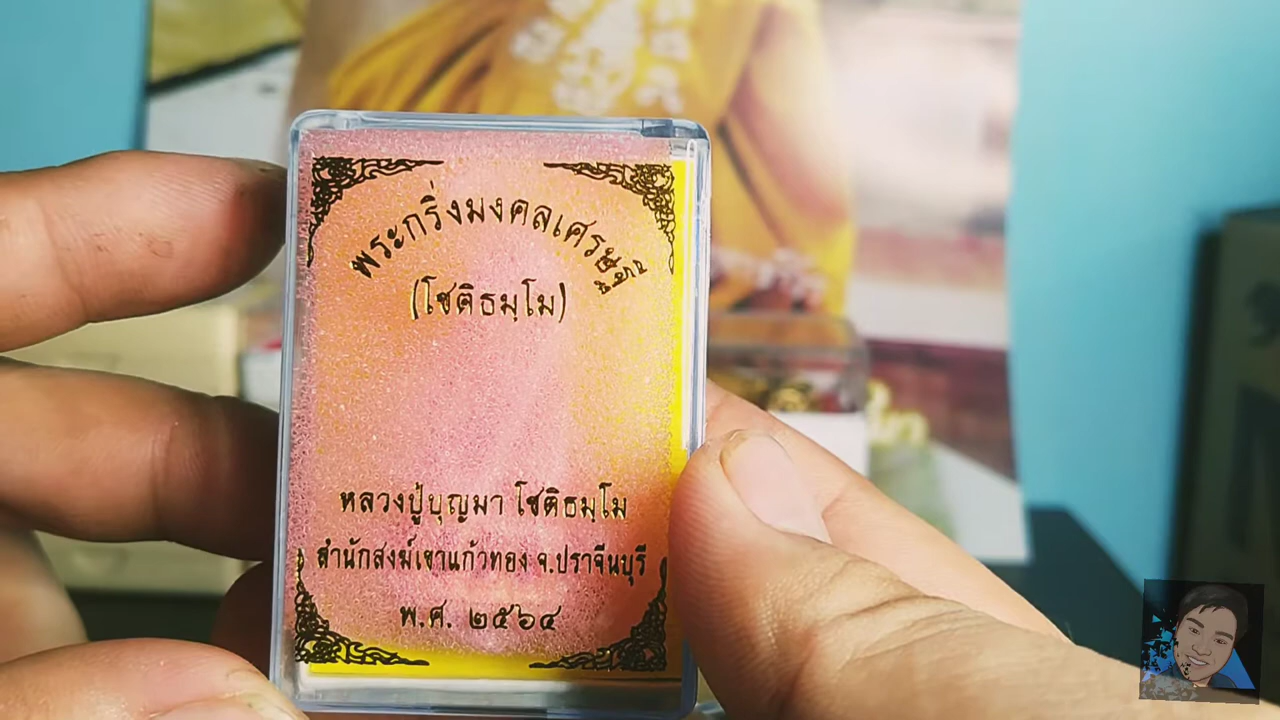 พระกริ่งมงคลเศรษฐี
(โชติธมฺโม)
หลวงปู่บุญมา โชติธมฺโม
สำนักสงฆ์เขาแก้วทอง จ.ปราจีนบุรี
พ.ศ. ๒๕๖๔